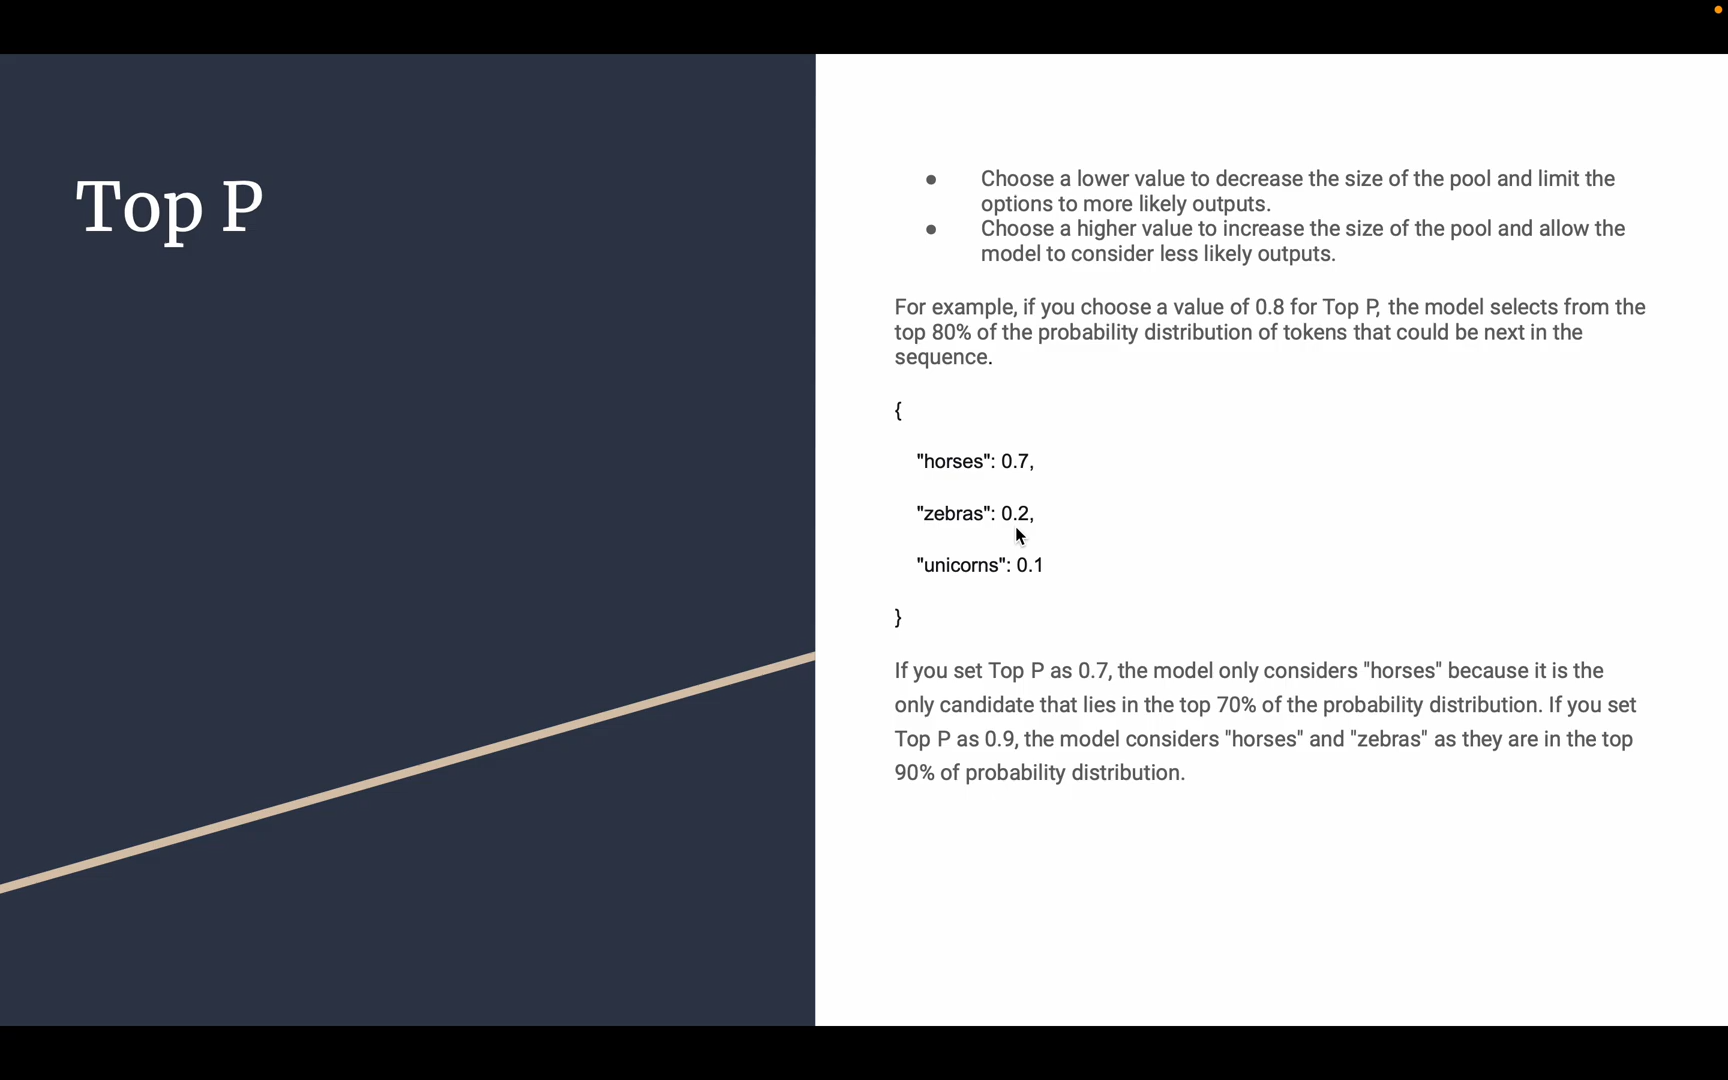 Top P
● Choose a lower value to decrease the size of the pool and limit the
options to more likely outputs.
● Choose a higher value to increase the size of the pool and allow the
model to consider less likely outputs.
For example, if you choose a value of 0.8 for Top P, the model selects from the
top 80% of the probability distribution of tokens that could be next in the
sequence.
{
"horses": 0.7,
"zebras": 0.2,
"unicorns": 0.1
}
If you set Top P as 0.7, the model only considers "horses" because it is the
only candidate that lies in the top 70% of the probability distribution. If you set
Top P as 0.9, the model considers "horses" and "zebras" as they are in the top
90% of probability distribution.